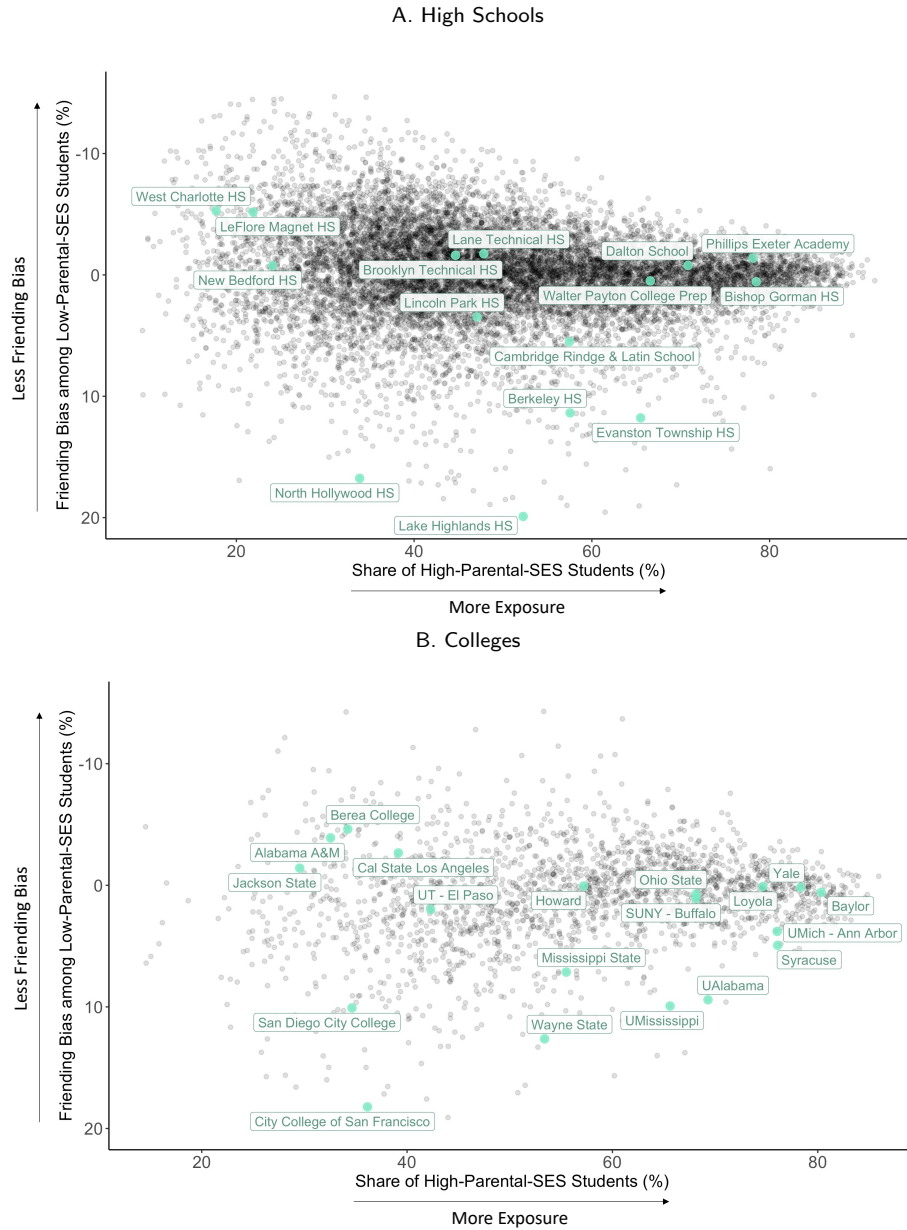 A. High Schools
Less Friending Bias
Friending Bias among Low-Parental-SES Students (%)
-10
0
10
20
West Charlotte HS
LeFlore Magnet HS
New Bedford HS
Lane Technical HS
Brooklyn Technical HS
Lincoln Park HS
Dalton School
Phillips Exeter Academy
Walter Payton College Prep
Bishop Gorman HS
Cambridge Rindge & Latin School
Berkeley HS
Evanston Township HS
North Hollywood HS
Lake Highlands HS
20
40
60
80
Share of High-Parental-SES Students (%)
More Exposure
B. Colleges
Less Friending Bias
Friending Bias among Low-Parental-SES Students (%)
-10
0
10
20
Berea College
Alabama A&M
Cal State Los Angeles
Jackson State
UT - El Paso
Howard
Ohio State
SUNY - Buffalo
Yale
Loyola
Baylor
UMich - Ann Arbor
Syracuse
Mississippi State
UAlabama
San Diego City College
Wayne State
UMississippi
City College of San Francisco
20
40
60
80
Share of High-Parental-SES Students (%)
More Exposure